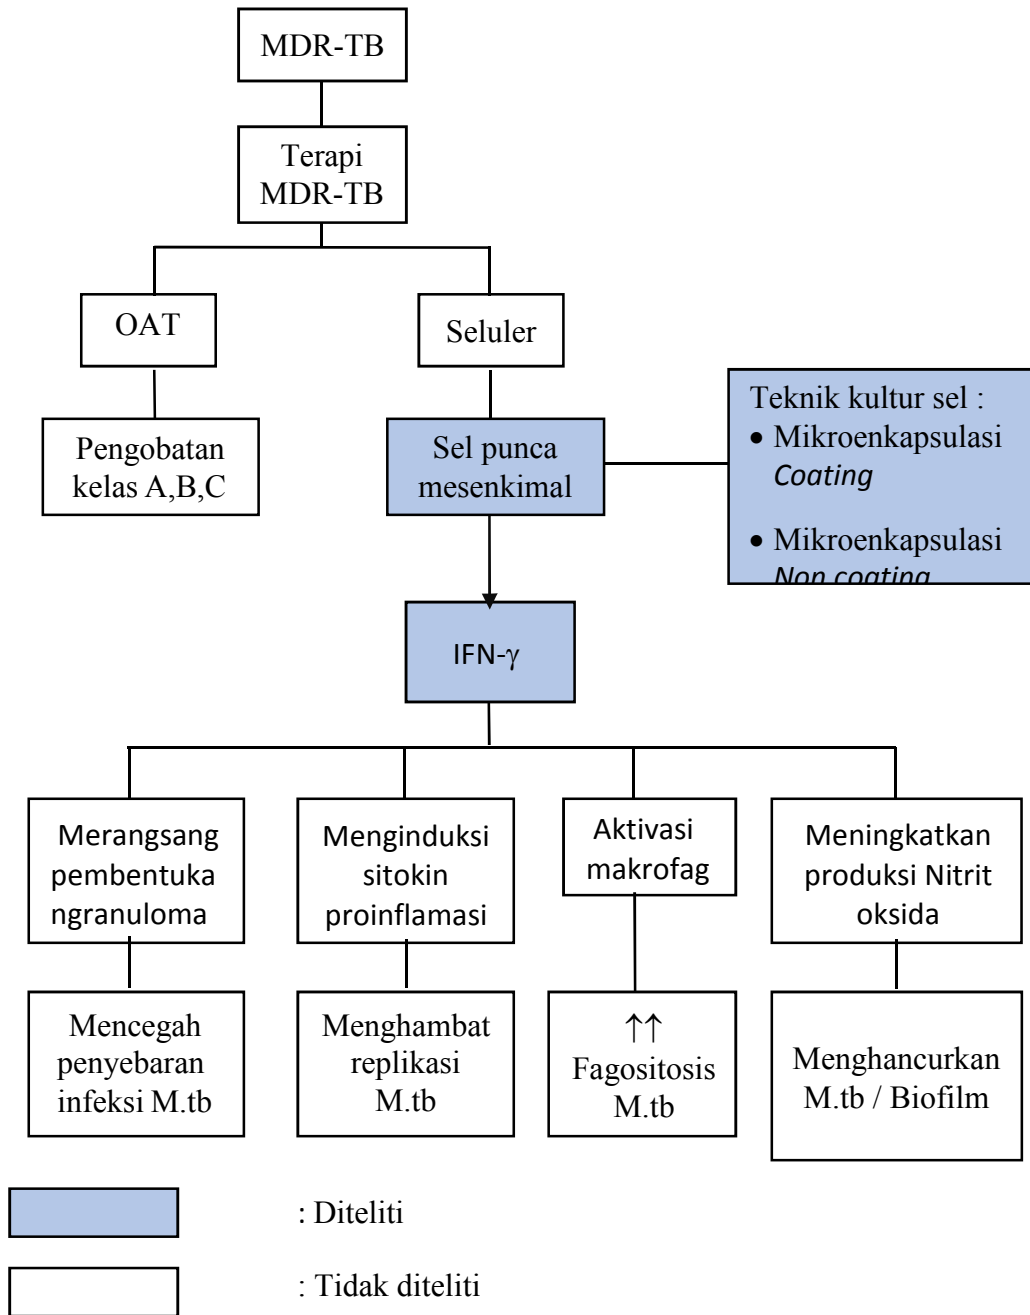 MDR-TB
Terapi
MDR-TB
OAT
Seluler
Pengobatan
kelas A,B,C
Sel punca
mesenkimal
Teknik kultur sel :
• Mikroenkapsulasi
Coating
• Mikroenkapsulasi
Non coating
IFN-γ
Merangsang
pembentuka
ngranuloma
Menginduksi
sitokin
proinflamasi
Aktivasi
makrofag
Meningkatkan
produksi Nitrit
oksida
Mencegah
penyebaran
infeksi M.tb
Menghambat
replikasi
M.tb
↑↑
Fagositosis
M.tb
Menghancurkan
M.tb / Biofilm
: Diteliti
: Tidak diteliti